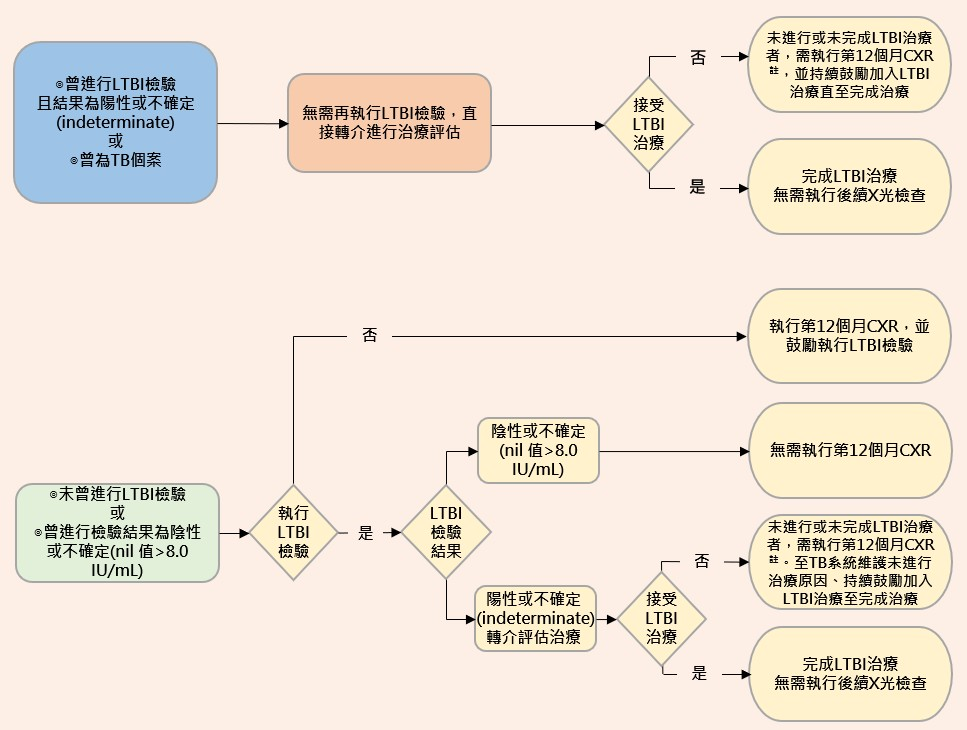 ⊙曾進行LTBI檢驗
且結果為陽性或不確定
(indeterminate)
或
⊙曾為TB個案
無需再執行LTBI檢驗，直
接轉介進行治療評估
接受
LTBI
治療
否
未進行或未完成LTBI治療
者，需執行第12個月CXR
註，並持續鼓勵加入LTBI
治療直至完成治療
是
完成LTBI治療
無需執行後續X光檢查
⊙未曾進行LTBI檢驗
或
⊙曾進行檢驗結果為陰性
或不確定(nil 值>8.0
IU/mL)
執行
LTBI
檢驗
否
執行第12個月CXR，並
鼓勵執行LTBI檢驗
是
LTBI
檢驗
結果
陰性或不確定
(nil 值>8.0
IU/mL)
無需執行第12個月CXR
陽性或不確定
(indeterminate)
轉介評估治療
接受
LTBI
治療
否
未進行或未完成LTBI治療
者，需執行第12個月CXR
註。至TB系統維護未進行
治療原因、持續鼓勵加入
LTBI治療至完成治療
是
完成LTBI治療
無需執行後續X光檢查